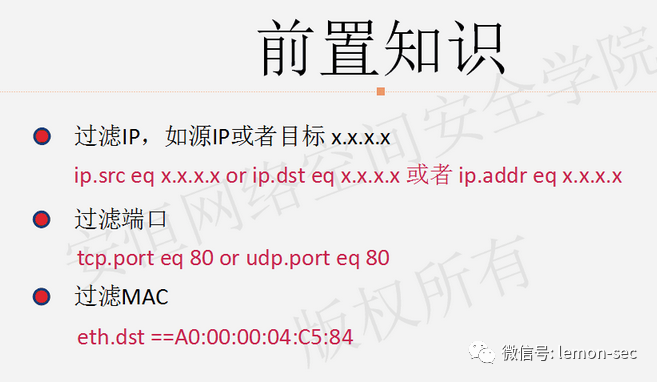 前置知识
过滤IP，如源IP或者目标 x.x.x.x
ip.src eq x.x.x.x or ip.dst eq x.x.x.x 或者 ip.addr eq x.x.x.x
过滤端口
tcp.port eq 80 or udp.port eq 80
过滤MAC
eth.dst ==A0:00:00:04:C5:84
安恒网络空间安全学院
版权所有
微信号: lemon-sec